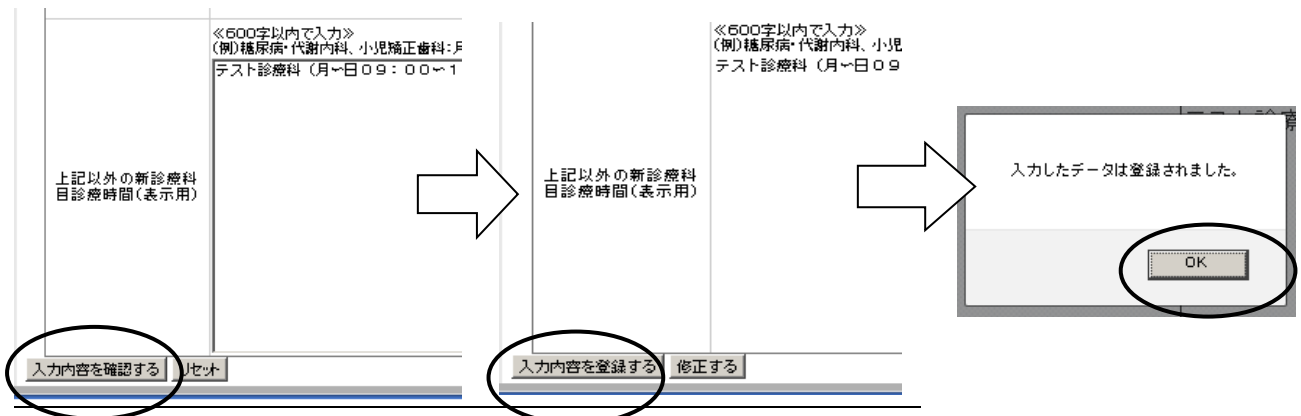 ≪600字以内で入力≫
(例)糖尿病・代謝内科、小児矯正歯科:月
テスト診療科（月〜日09：00〜1
上記以外の新診療科
目診療時間(表示用)
入力内容を確認する リセット
≪600字以内で入力≫
(例)糖尿病・代謝内科、小児
テスト診療科（月〜日09
上記以外の新診療科
目診療時間(表示用)
入力内容を登録する 修正する
テスト診療
入力したデータは登録されました。
OK